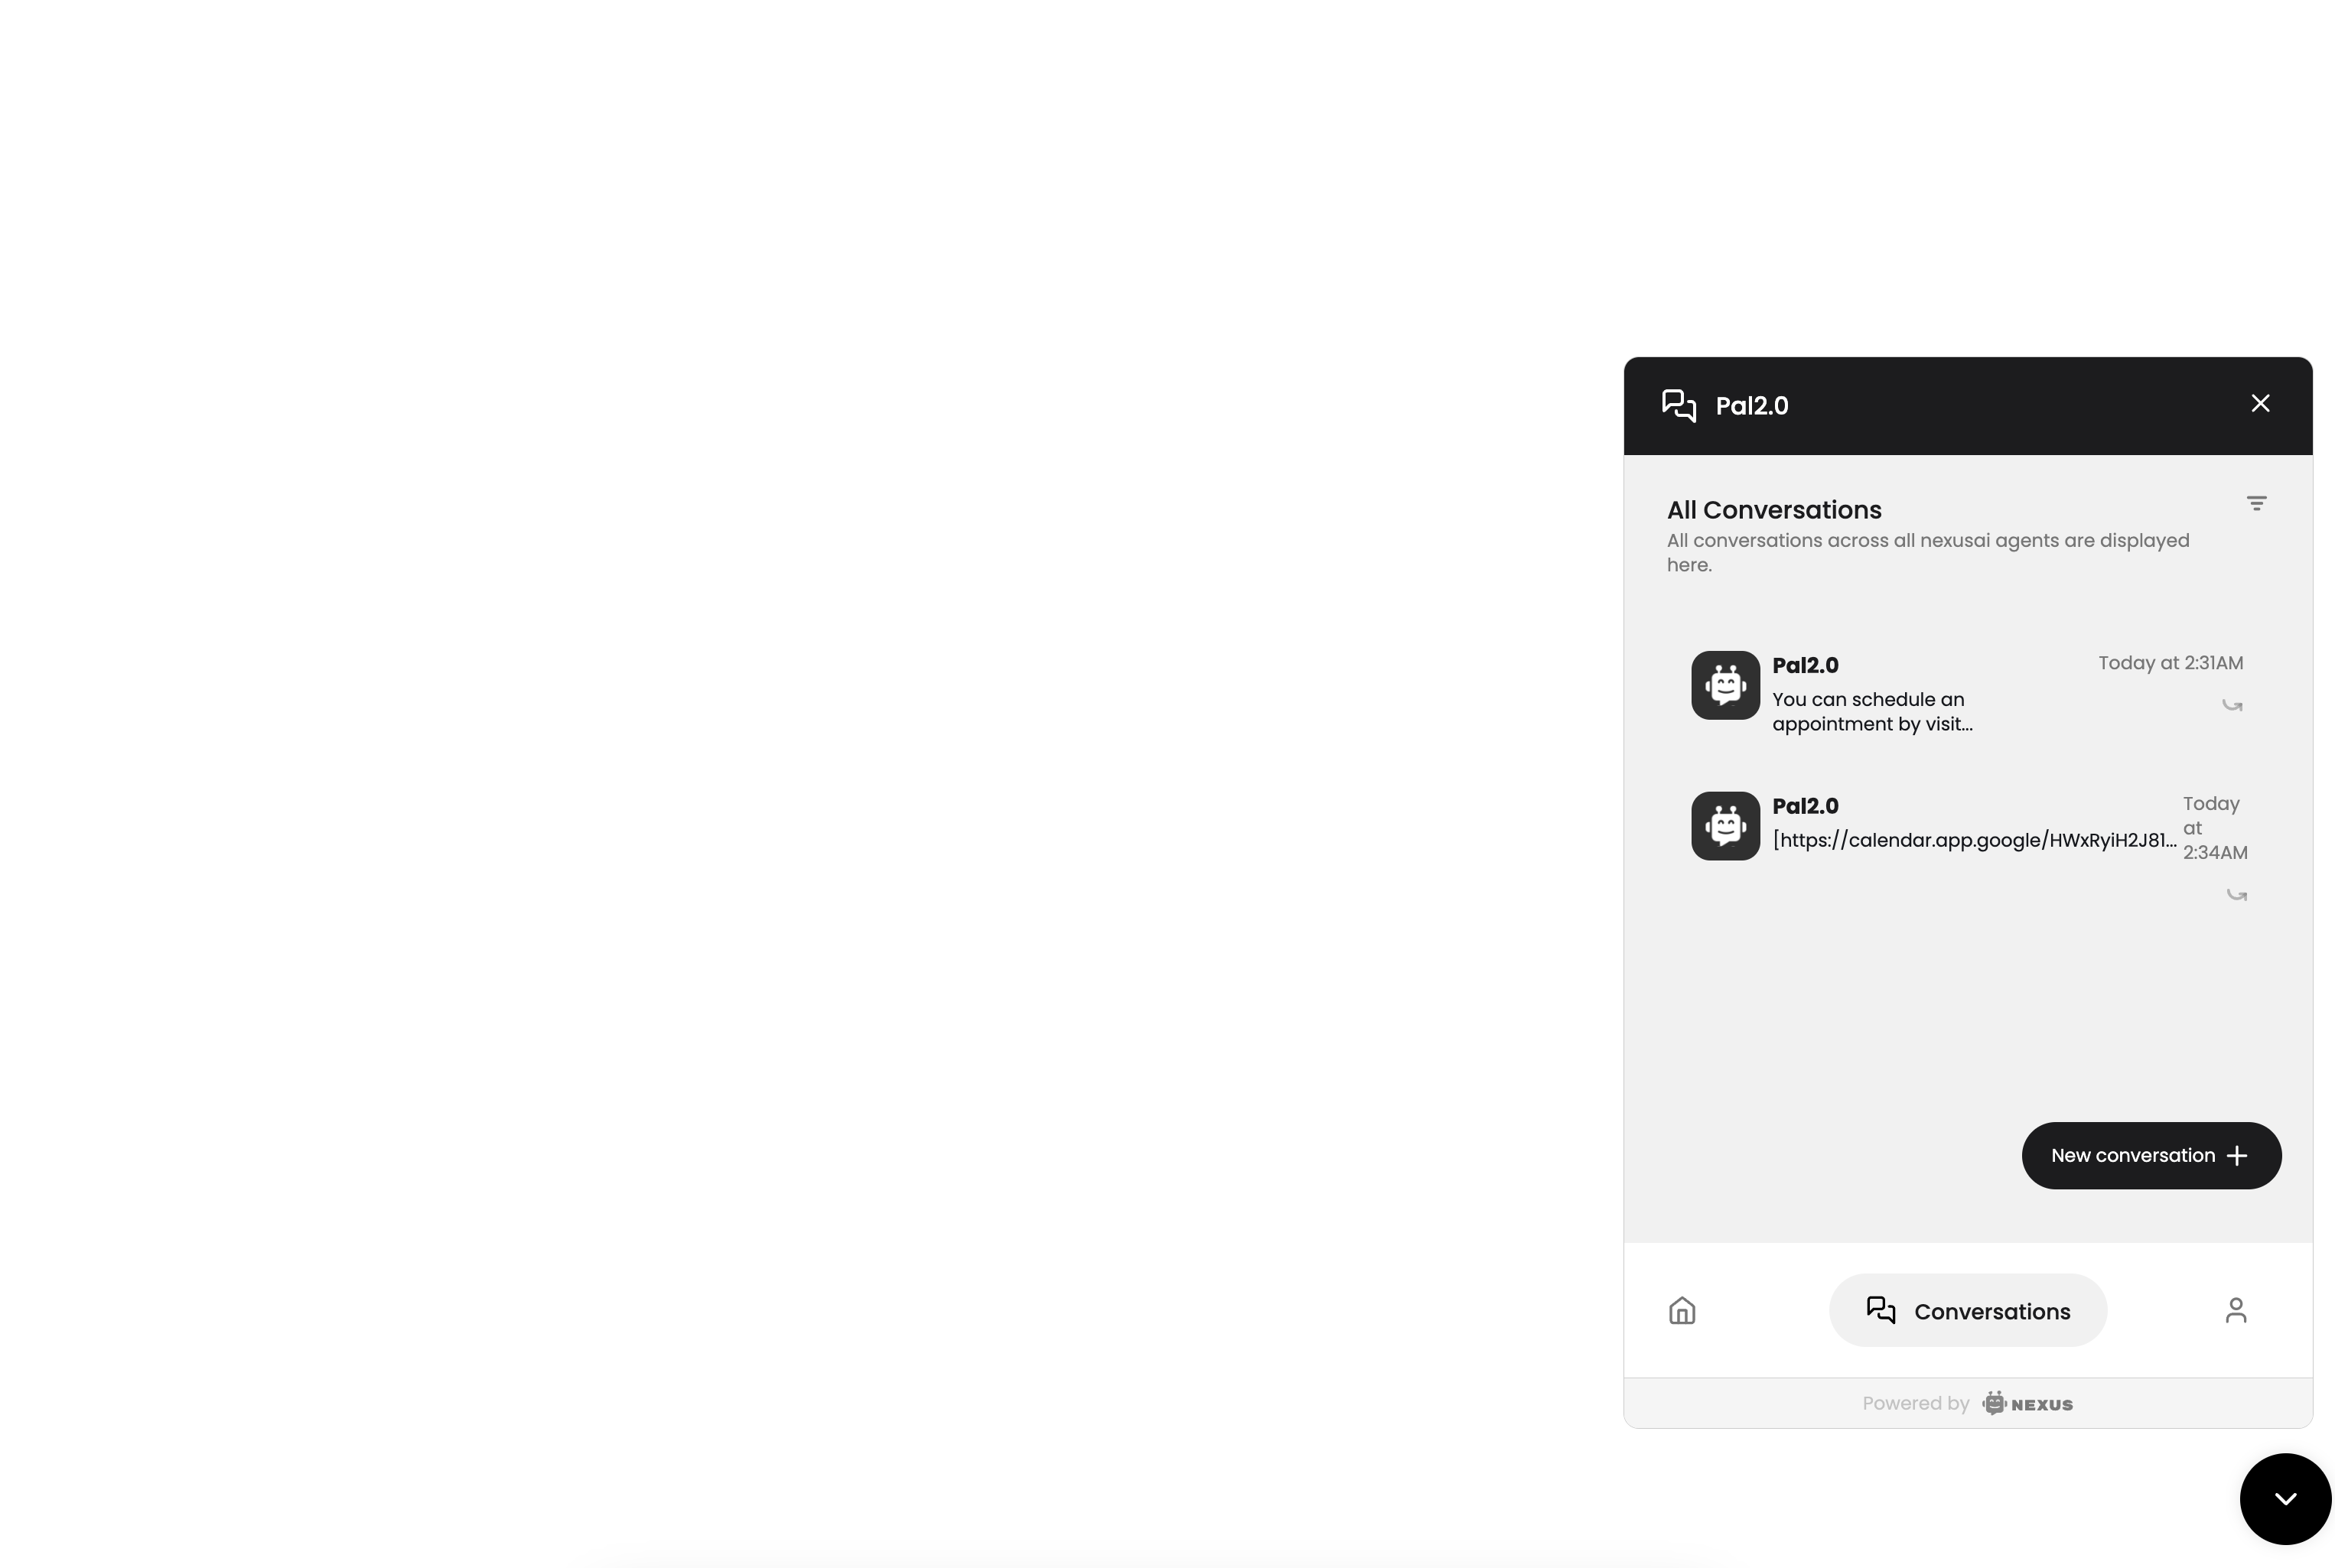 Pal2.0
All Conversations
All conversations across all nexusai agents are displayed
here.
Pal2.0
Today at 2:31AM
You can schedule an
appointment by visit...
Pal2.0
Today
at
2:34AM
[https://calendar.app.google/HWxRyiH2J81...
New conversation
Conversations
Powered by NEXUS